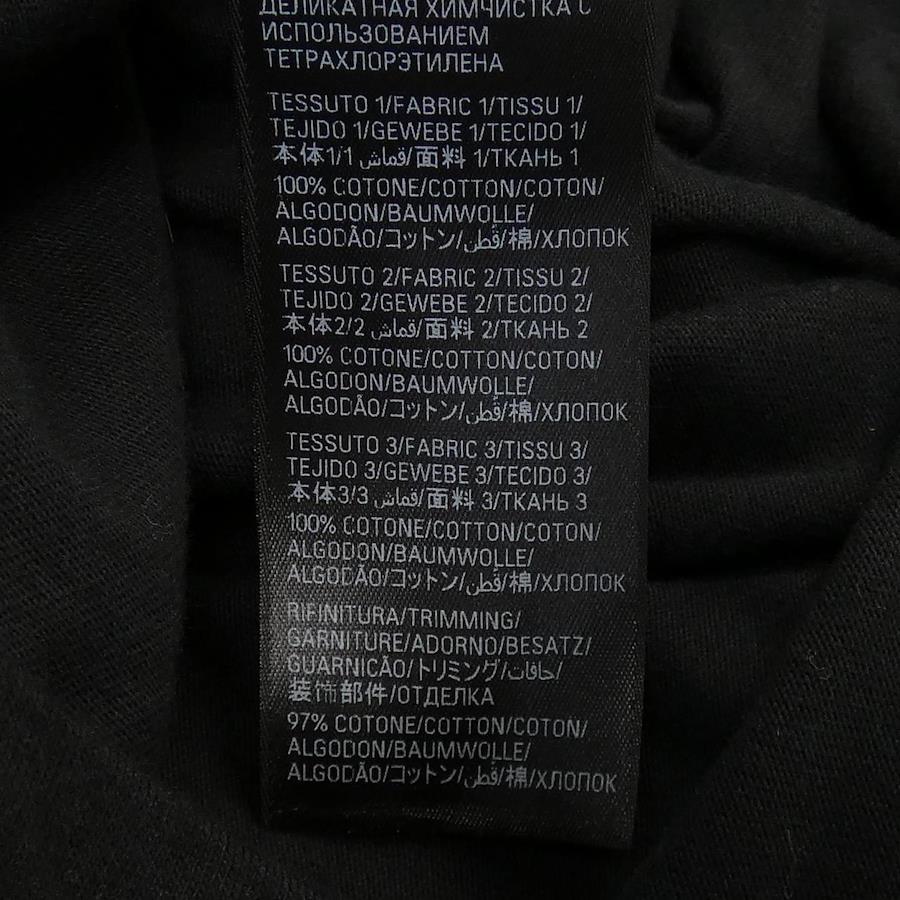 ДЕЛИКАТНАЯ ХИМЧИСТКА С
ИСПОЛЬЗОВАНИЕМ
ТЕТРАХЛОРЭТИЛЕНА
TESSUTO 1/FABRIC 1/TISSU 1/
TEJIDO 1/GEWEBE 1/TECIDO 1/
本体1/1 قماش/面料 1/ТКАНЬ 1
100% COTONE/COTTON/COTON/
ALGODON/BAUMWOLLE/
ALGODÃO/コットン/قُطن/棉/ХЛОПОК
TESSUTO 2/FABRIC 2/TISSU 2/
TEJIDO 2/GEWEBE 2/TECIDO 2/
本体2/2 قماش/面料 2/ТКАНЬ 2
100% COTONE/COTTON/COTON/
ALGODON/BAUMWOLLE/
ALGODÃO/コットン/قُطن/棉/ХЛОПОК
TESSUTO 3/FABRIC 3/TISSU 3/
TEJIDO 3/GEWEBE 3/TECIDO 3/
本体3/3 قماش/面料 3/ТКАНЬ 3
100% COTONE/COTTON/COTON/
ALGODON/BAUMWOLLE/
ALGODÃO/コットン/قُطن/棉/ХЛОПОК
RIFINITURA/TRIMMING/
GARNITURE/ADORNO/BESATZ/
GUARNICÃO/トリミング/حافات/
装饰部件/ОТДЕЛКА
97% COTONE/COTTON/COTON/
ALGODON/BAUMWOLLE/
ALGODÃO/コットン/قُطن/棉/ХЛОПОК